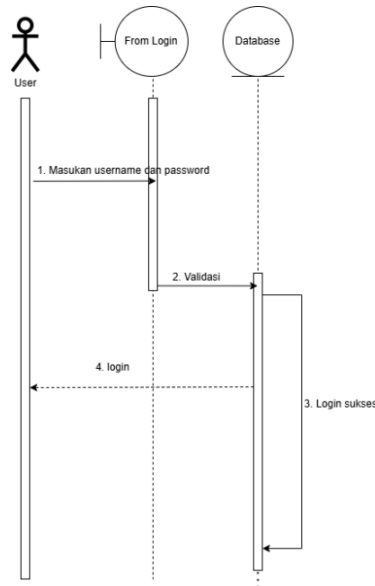 User
From Login
Database
1. Masukan username dan password
2. Validasi
4. login
3. Login sukses